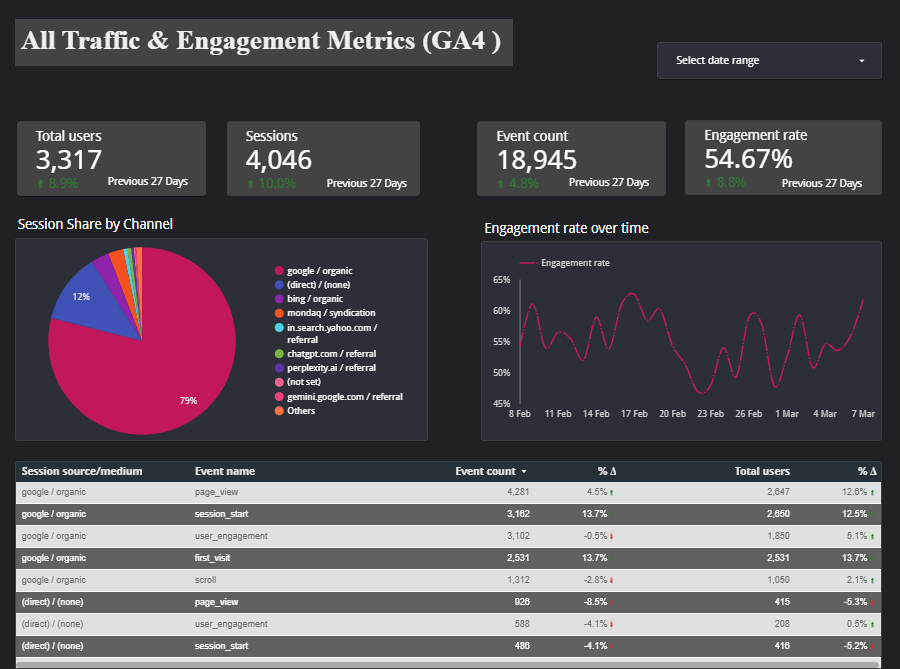 All Traffic & Engagement Metrics (GA4 )
Select date range
Total users
3,317
8.9% Previous 27 Days
Sessions
4,046
10.0% Previous 27 Days
Event count
18,945
4.8% Previous 27 Days
Engagement rate
54.67%
8.8% Previous 27 Days
Session Share by Channel
12%
79%
google / organic
(direct) / (none)
bing / organic
mondaq / syndication
in.search.yahoo.com /
referral
chatgpt.com / referral
perplexity.ai / referral
(not set)
gemini.google.com / referral
Others
Engagement rate over time
Engagement rate
65%
60%
55%
50%
45%
8 Feb 11 Feb 14 Feb 17 Feb 20 Feb 23 Feb 26 Feb 1 Mar 4 Mar 7 Mar
Session source/medium Event name Event count % Δ Total users % Δ
google / organic page_view 4,281 4.5% 2,647 12.6%
google / organic session_start 3,162 13.7% 2,650 12.5%
google / organic user_engagement 3,102 -0.5% 1,850 5.1%
google / organic first_visit 2,531 13.7% 2,531 13.7%
google / organic scroll 1,312 -2.8% 1,050 2.1%
(direct) / (none) page_view 926 -8.5% 415 -5.3%
(direct) / (none) user_engagement 588 -4.1% 208 0.5%
(direct) / (none) session_start 486 -4.1% 416 -5.2%